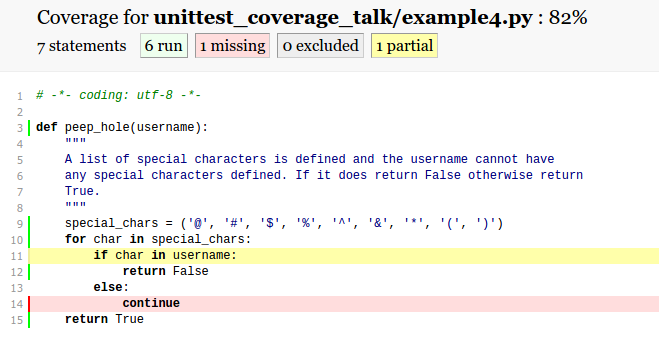 Coverage for unittest_coverage_talk/example4.py : 82%
7 statements 6 run 1 missing 0 excluded 1 partial
1 # -*- coding: utf-8 -*-
2
3 def peep_hole(username):
4     """
5     A list of special characters is defined and the username cannot have
6     any special characters defined. If it does return False otherwise return
7     True.
8     """
9     special_chars = ('@', '#', '$', '%', '^', '&', '*', '(', ')')
10     for char in special_chars:
11         if char in username:
12             return False
13         else:
14             continue
15     return True